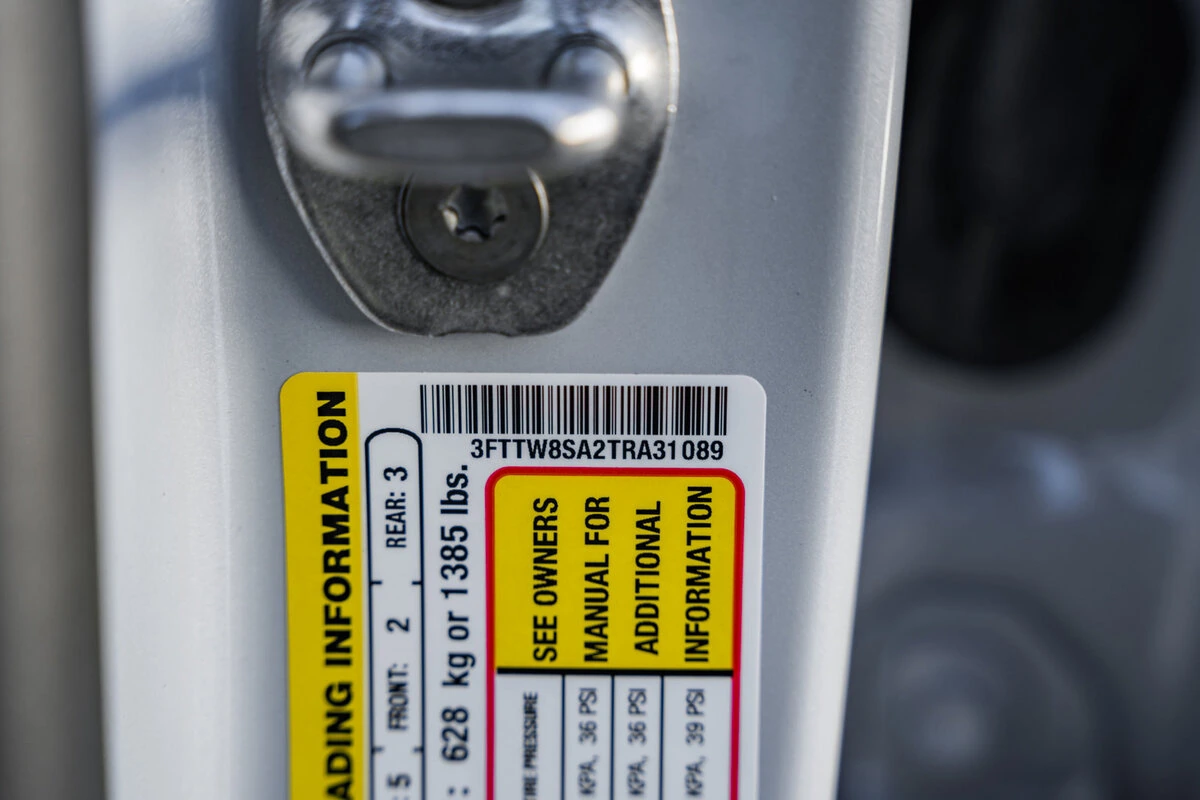 3FTTW8SA2TRA31089
ADING INFORMATION
: 5 FRONT: 2 REAR: 3
: 628 kg or 1385 lbs.
SEE OWNERS
MANUAL FOR
ADDITIONAL
INFORMATION
TIRE PRESSURE
KPA, 36 PSI
KPA, 36 PSI
KPA, 39 PSI